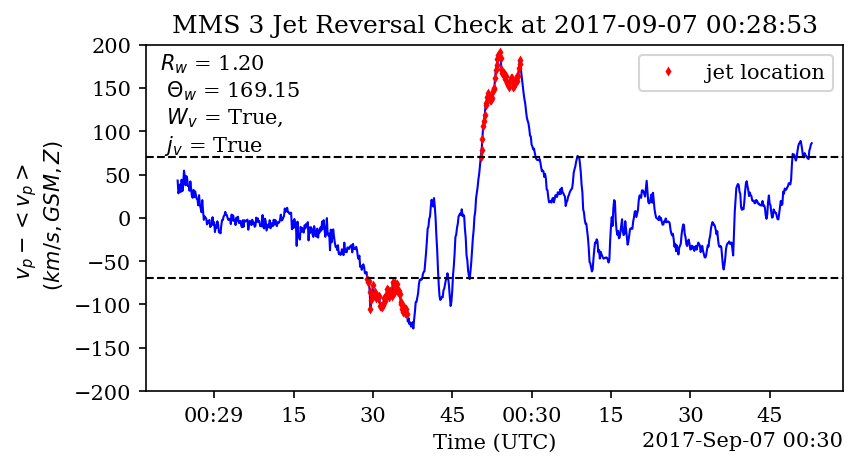 MMS 3 Jet Reversal Check at 2017-09-07 00:28:53
R_w = 1.20
Θ_w = 169.15
W_v = True,
j_v = True
jet location
v_p − < v_p >
(km/s, GSM, Z)
200
150
100
50
0
−50
−100
−150
−200
00:29 15 30 45 00:30 15 30 45
Time (UTC)
2017-Sep-07 00:30